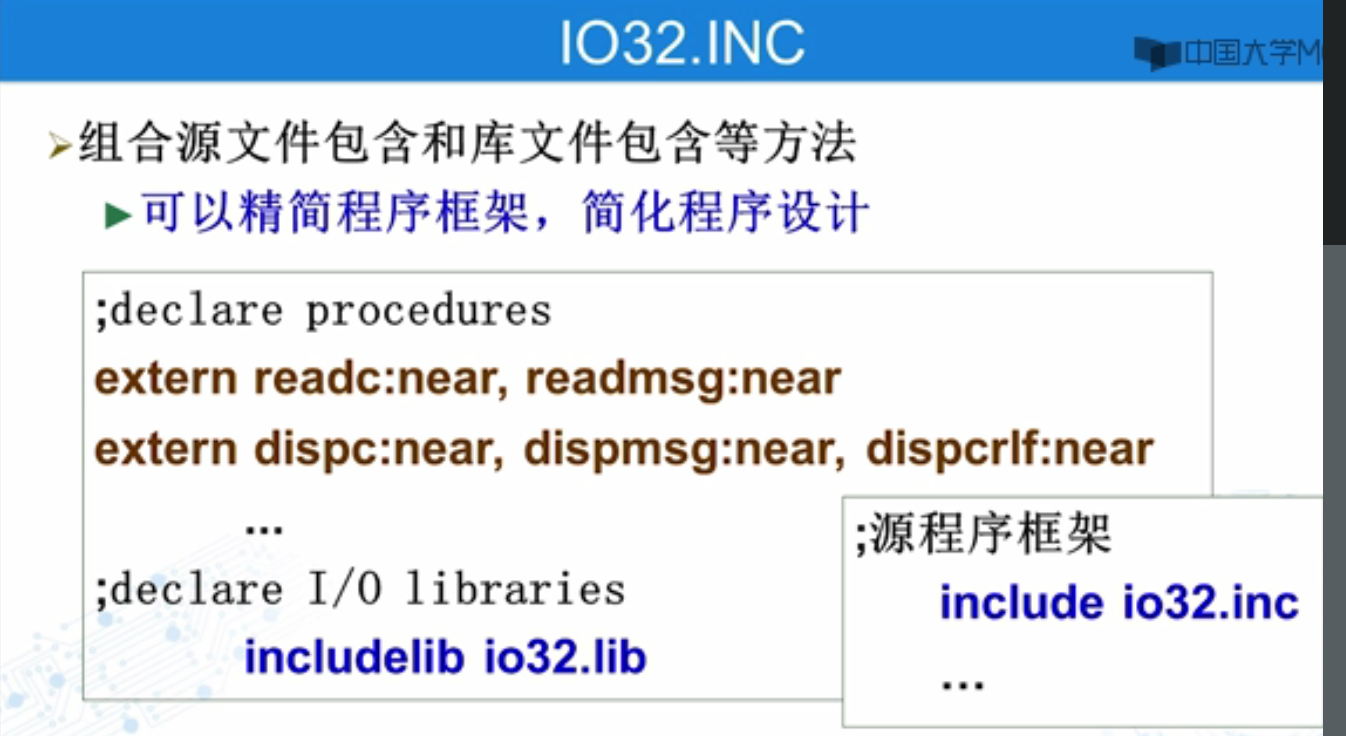 IO32.INC
中国大学M
组合源文件包含和库文件包含等方法
可以精简程序框架，简化程序设计
;declare procedures
extern readc:near, readmsg:near
extern dispc:near, dispmsg:near, dispcrlf:near
...
;declare I/O libraries
includelib io32.lib
;源程序框架
include io32.inc
...